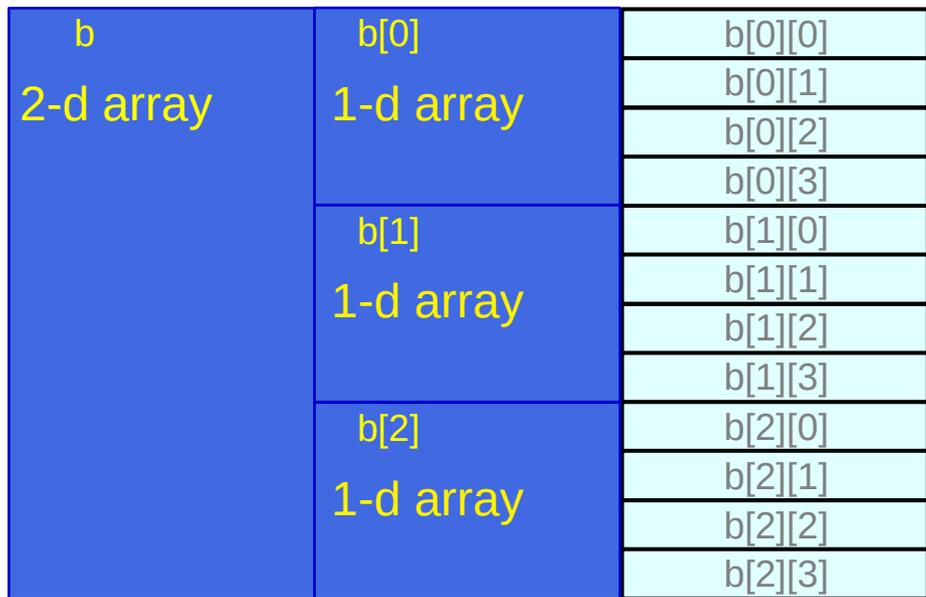 b
2-d array
b[0]
1-d array
b[1]
1-d array
b[2]
1-d array
b[0][0]
b[0][1]
b[0][2]
b[0][3]
b[1][0]
b[1][1]
b[1][2]
b[1][3]
b[2][0]
b[2][1]
b[2][2]
b[2][3]